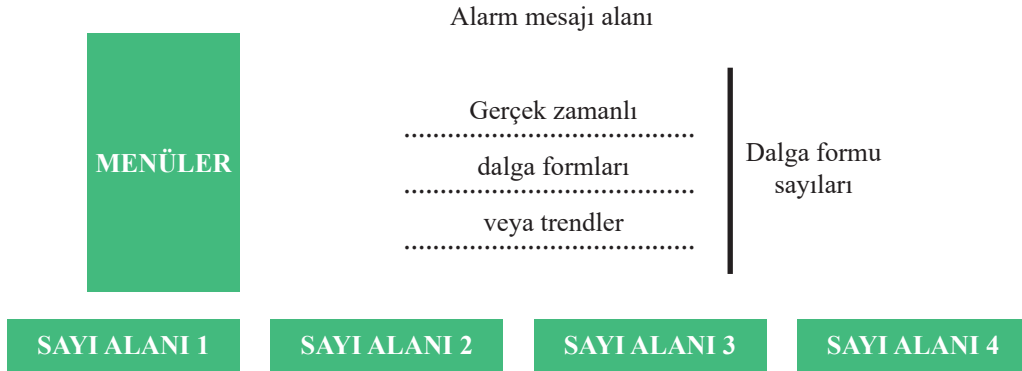 Alarm mesajı alanı
MENÜLER
Gerçek zamanlı
dalga formları
veya trendler
Dalga formu
sayıları
SAYI ALANI 1
SAYI ALANI 2
SAYI ALANI 3
SAYI ALANI 4